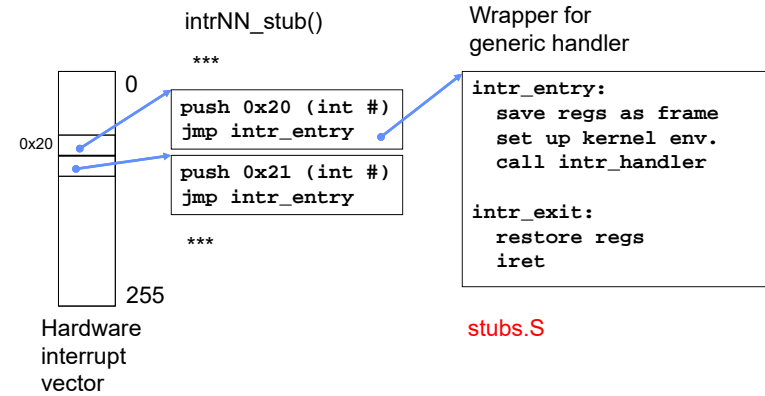 intrNN_stub()
***
push 0x20 (int #)
jmp intr_entry
push 0x21 (int #)
jmp intr_entry
***
Wrapper for
generic handler
intr_entry:
save regs as frame
set up kernel env.
call intr_handler
intr_exit:
restore regs
iret
stubs.S
0
0x20
255
Hardware
interrupt
vector